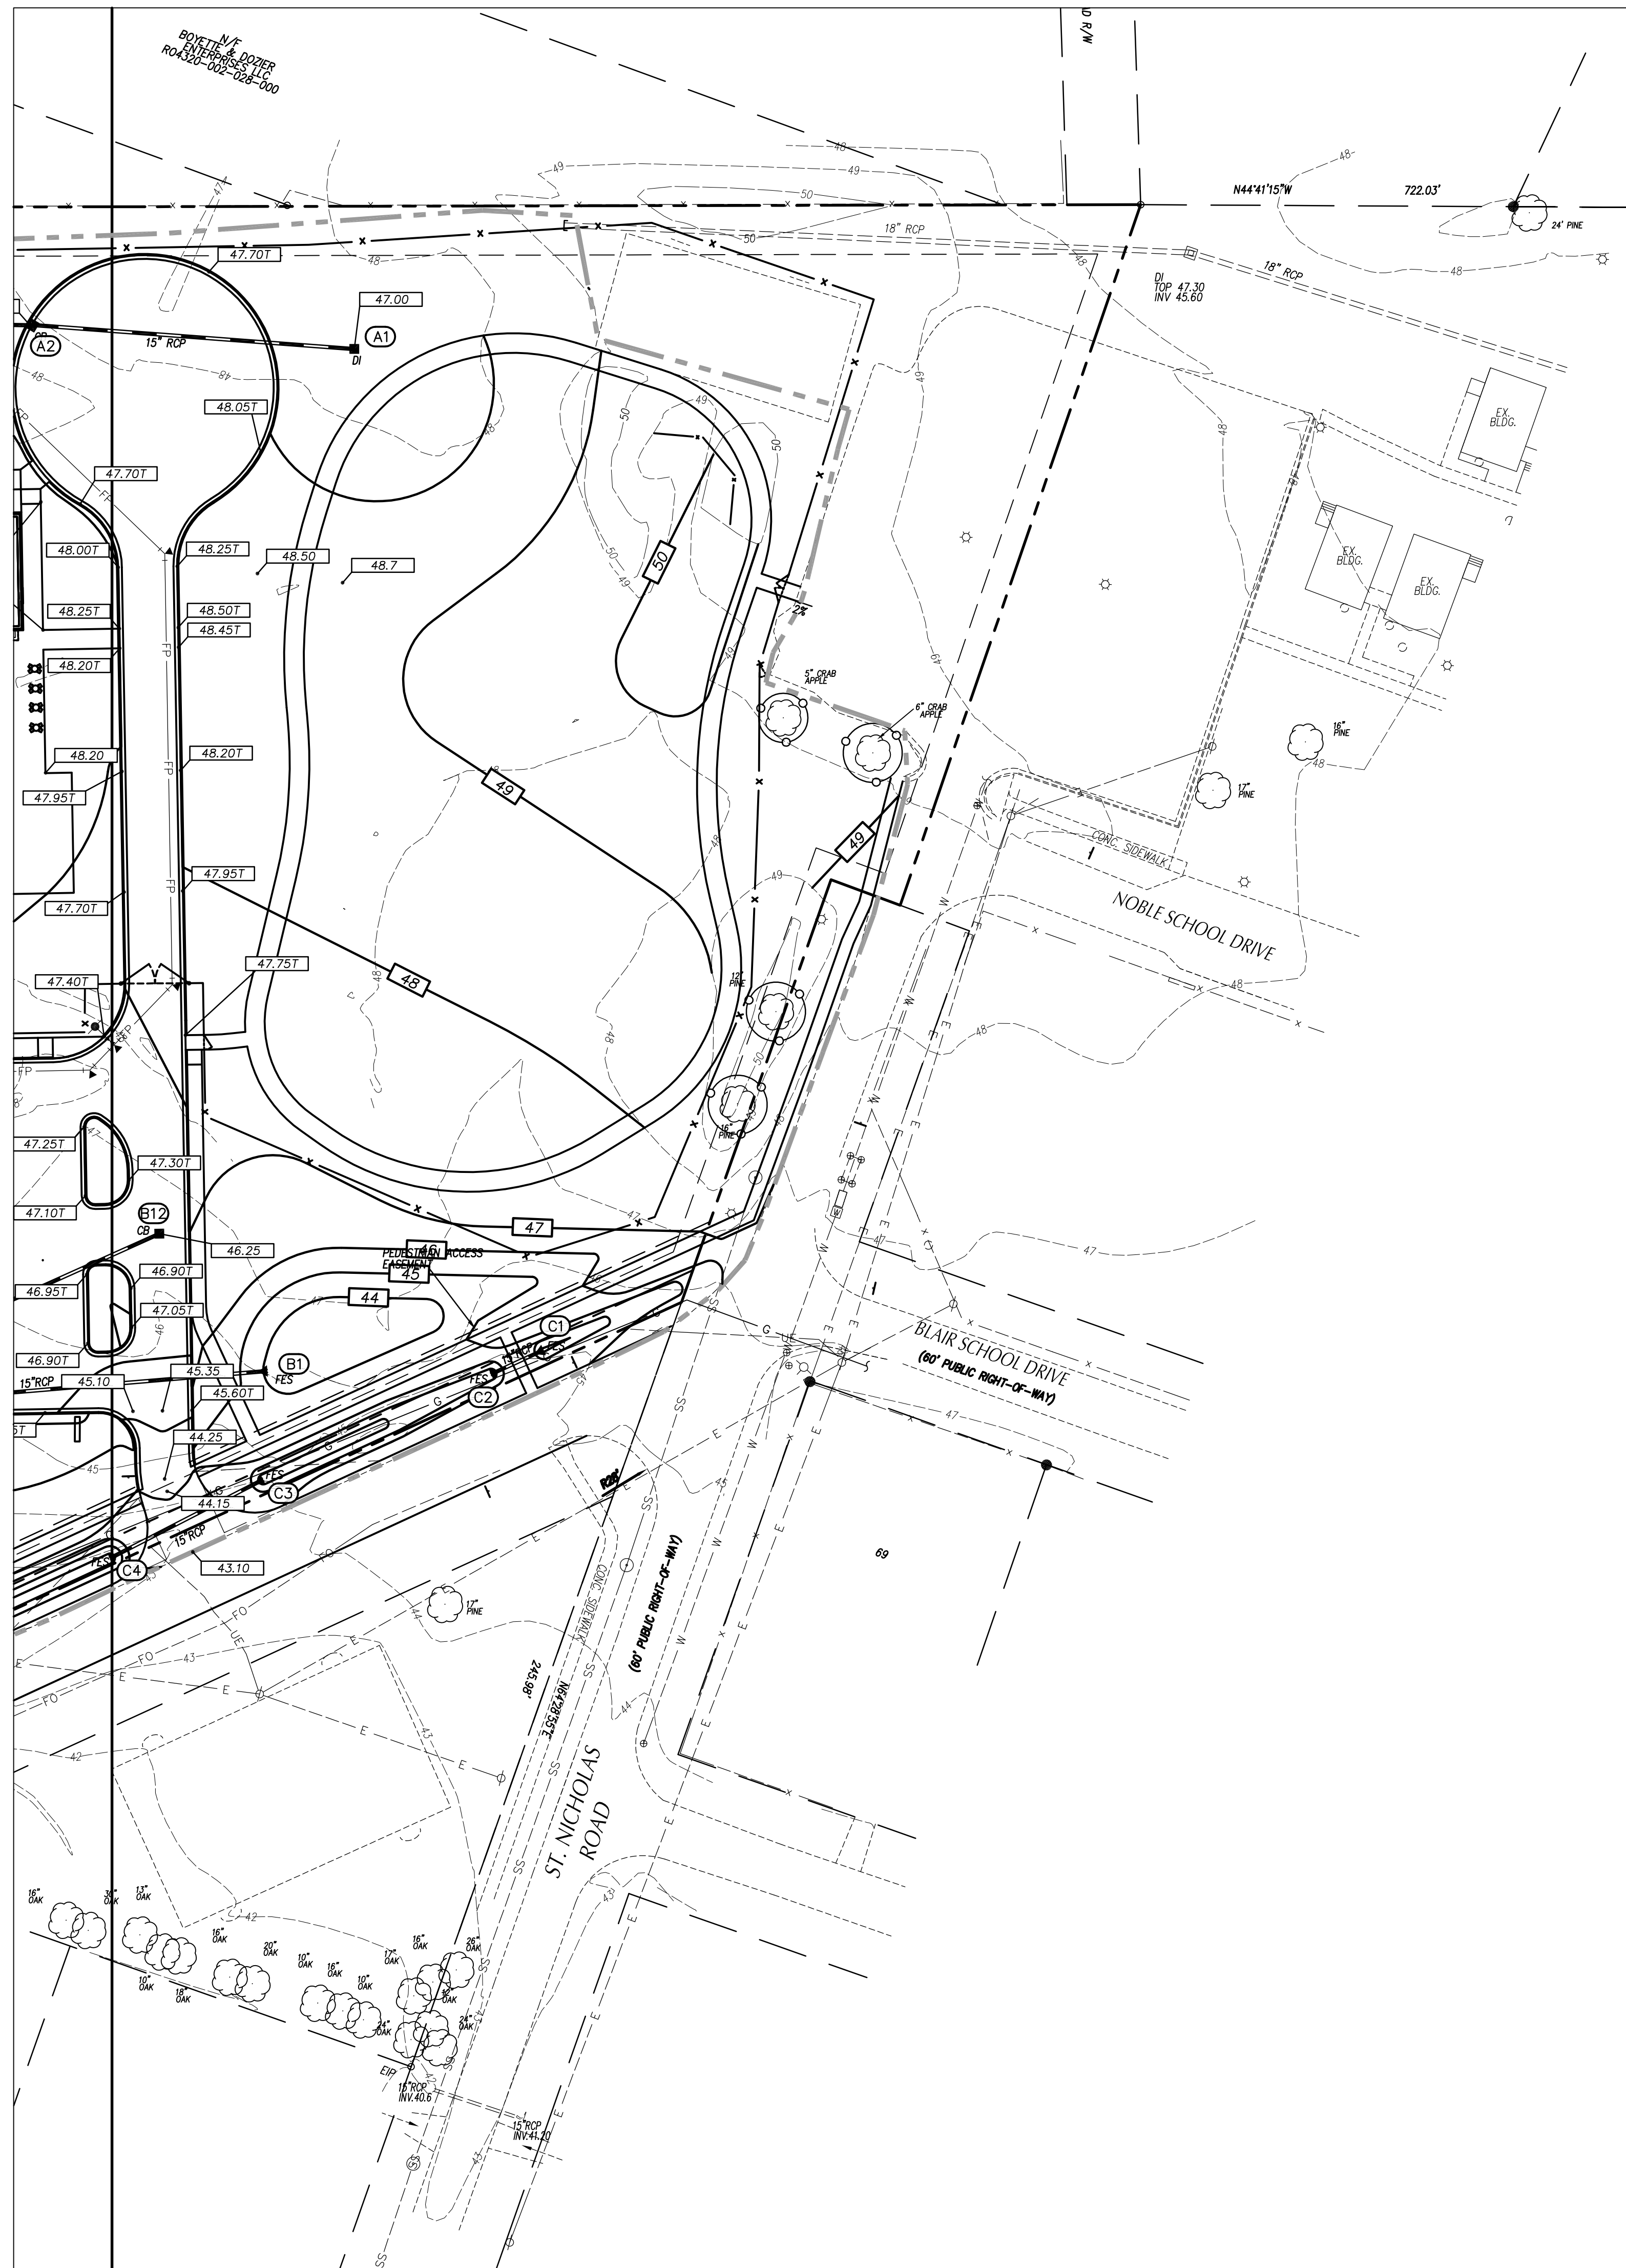 N/F
BOYETTE & DOZIER
ENTERPRISES LLC
R04320-002-028-000
D R/W
N44°41'15"W
722.03'
24' PINE
18" RCP
18" RCP
DI
TOP 47.30
INV 45.60
47.70T
47.00
A1
DI
A2
15" RCP
48.05T
47.70T
EX.
BLDG.
EX.
BLDG.
EX.
BLDG.
48.00T
48.25T
48.50
48.7
50
48.25T
48.50T
48.45T
2%
48.20T
5" CRAB
APPLE
6" CRAB
APPLE
16"
PINE
17"
PINE
48.20
48.20T
47.95T
49
49
CONC. SIDEWALK
NOBLE SCHOOL DRIVE
47.95T
47.70T
47.75T
48
47.40T
12"
PINE
16"
PINE
47.25T
47.30T
47.10T
B12
CB
46.25
47
46
PEDESTRIAN ACCESS
EASEMENT
45
44
46.95T
46.90T
47.05T
46.90T
B1
FES
15"RCP
45.10
45.35
45.60T
C1
FES
15"RCP
FES
C2
44.25
FES
C3
44.15
15"RCP
43.10
FES
C4
BLAIR SCHOOL DRIVE
(60' PUBLIC RIGHT-OF-WAY)
UE
R28'
69
17"
PINE
CONC. SIDEWALK
(60' PUBLIC RIGHT-OF-WAY)
245.98'
N64°28'55"E
ST. NICHOLAS
ROAD
16"
OAK
30"
OAK
13"
OAK
16"
OAK
20"
OAK
10"
OAK
18"
OAK
10"
OAK
16"
OAK
10"
OAK
17"
OAK
16"
OAK
26"
OAK
12"
OAK
24"
OAK
24"
OAK
EIP
15"RCP
INV.40.6
15"RCP
INV.41.20